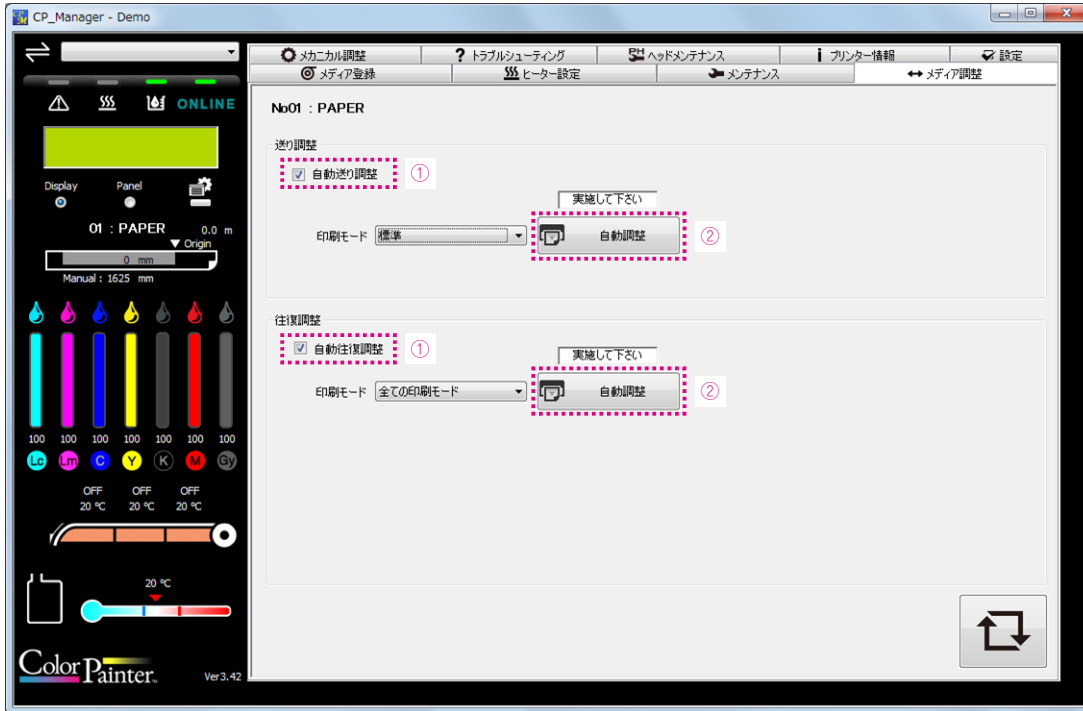 CP_Manager - Demo
メカニカル調整
? トラブルシューティング
PH ヘッドメンテナンス
i プリンター情報
設定
メディア登録
ヒーター設定
メンテナンス
メディア調整
ONLINE
Display
Panel
01 : PAPER
0.0 m
Origin
0 mm
Manual : 1625 mm
100 100 100 100 100 100 100
Lc Lm C Y K M Gy
OFF OFF OFF
20 ℃ 20 ℃ 20 ℃
20 ℃
Color Painter™
Ver3.42
No01 : PAPER
送り調整
自動送り調整
①
実施して下さい
印刷モード 標準
自動調整
②
往復調整
自動往復調整
①
実施して下さい
印刷モード 全ての印刷モード
自動調整
②